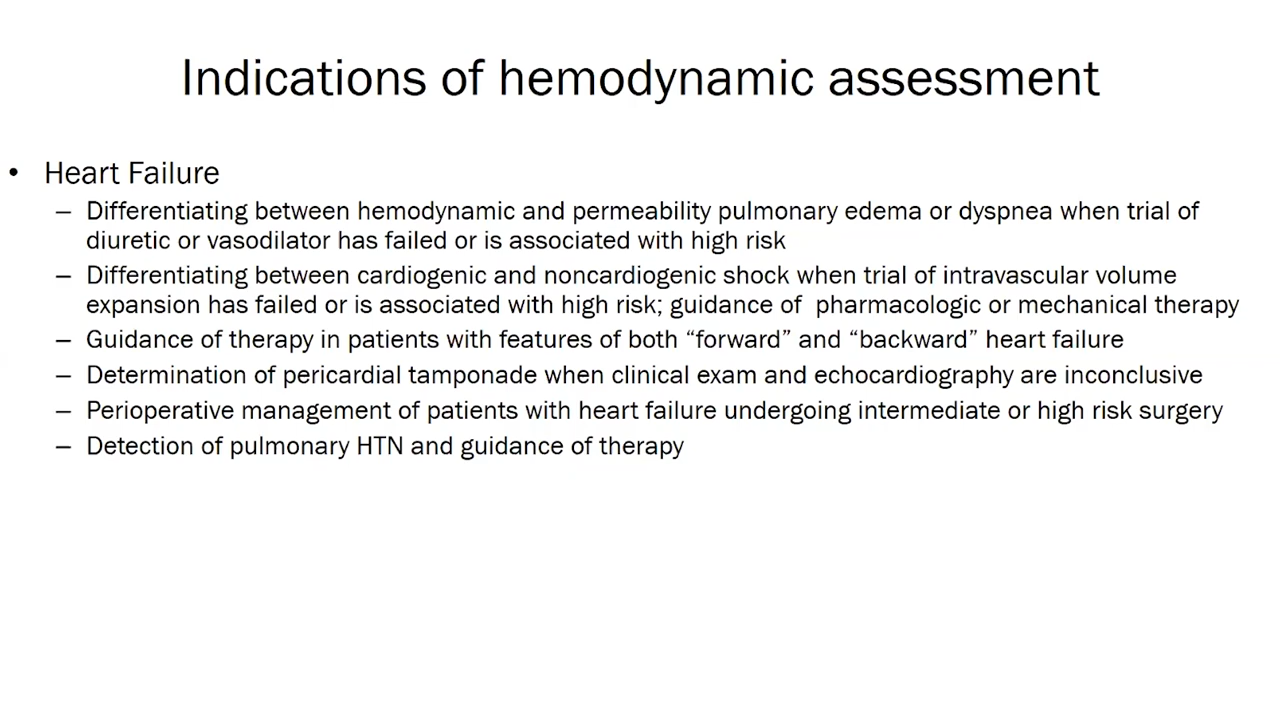 Indications of hemodynamic assessment
• Heart Failure
– Differentiating between hemodynamic and permeability pulmonary edema or dyspnea when trial of
diuretic or vasodilator has failed or is associated with high risk
– Differentiating between cardiogenic and noncardiogenic shock when trial of intravascular volume
expansion has failed or is associated with high risk; guidance of  pharmacologic or mechanical therapy
– Guidance of therapy in patients with features of both “forward” and “backward” heart failure
– Determination of pericardial tamponade when clinical exam and echocardiography are inconclusive
– Perioperative management of patients with heart failure undergoing intermediate or high risk surgery
– Detection of pulmonary HTN and guidance of therapy